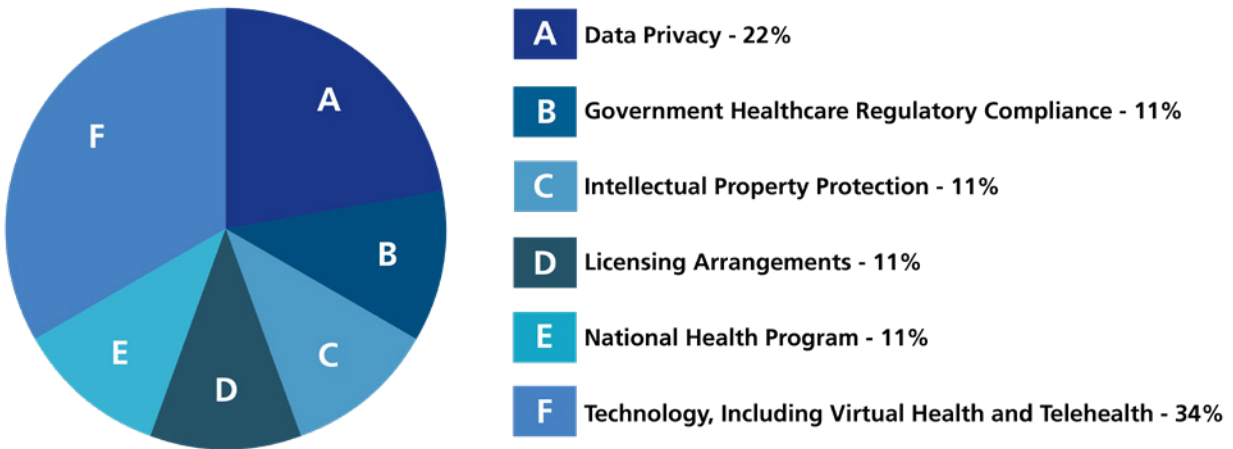 A
F
B
E
C
D
A Data Privacy - 22%
B Government Healthcare Regulatory Compliance - 11%
C Intellectual Property Protection - 11%
D Licensing Arrangements - 11%
E National Health Program - 11%
F Technology, Including Virtual Health and Telehealth - 34%